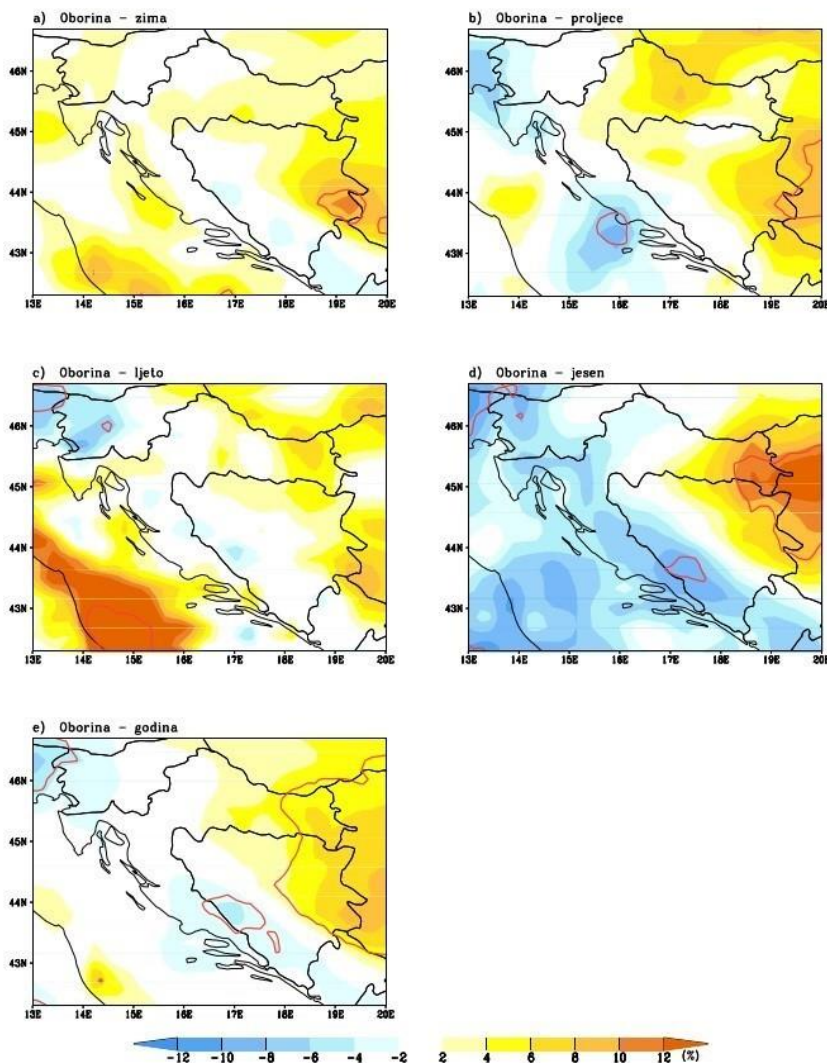 a) Oborina – zima
46N
45N
44N
43N
13E 14E 15E 16E 17E 18E 19E 20E
b) Oborina – proljece
46N
45N
44N
43N
13E 14E 15E 16E 17E 18E 19E 20E
c) Oborina – ljeto
46N
45N
44N
43N
13E 14E 15E 16E 17E 18E 19E 20E
d) Oborina – jesen
46N
45N
44N
43N
13E 14E 15E 16E 17E 18E 19E 20E
e) Oborina – godina
46N
45N
44N
43N
13E 14E 15E 16E 17E 18E 19E 20E
-12 -10 -8 -6 -4 -2 2 4 6 8 10 12 (%)